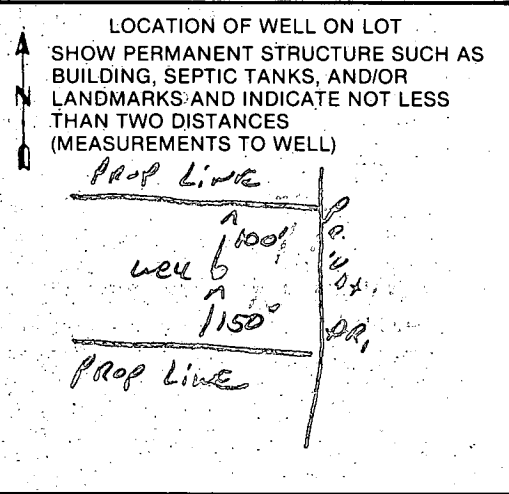 LOCATION OF WELL ON LOT
SHOW PERMANENT STRUCTURE SUCH AS
BUILDING, SEPTIC TANKS, AND/OR
LANDMARKS AND INDICATE NOT LESS
THAN TWO DISTANCES
(MEASUREMENTS TO WELL)
N
PROP LINE
100'
well
150'
DR,
PROP LINE